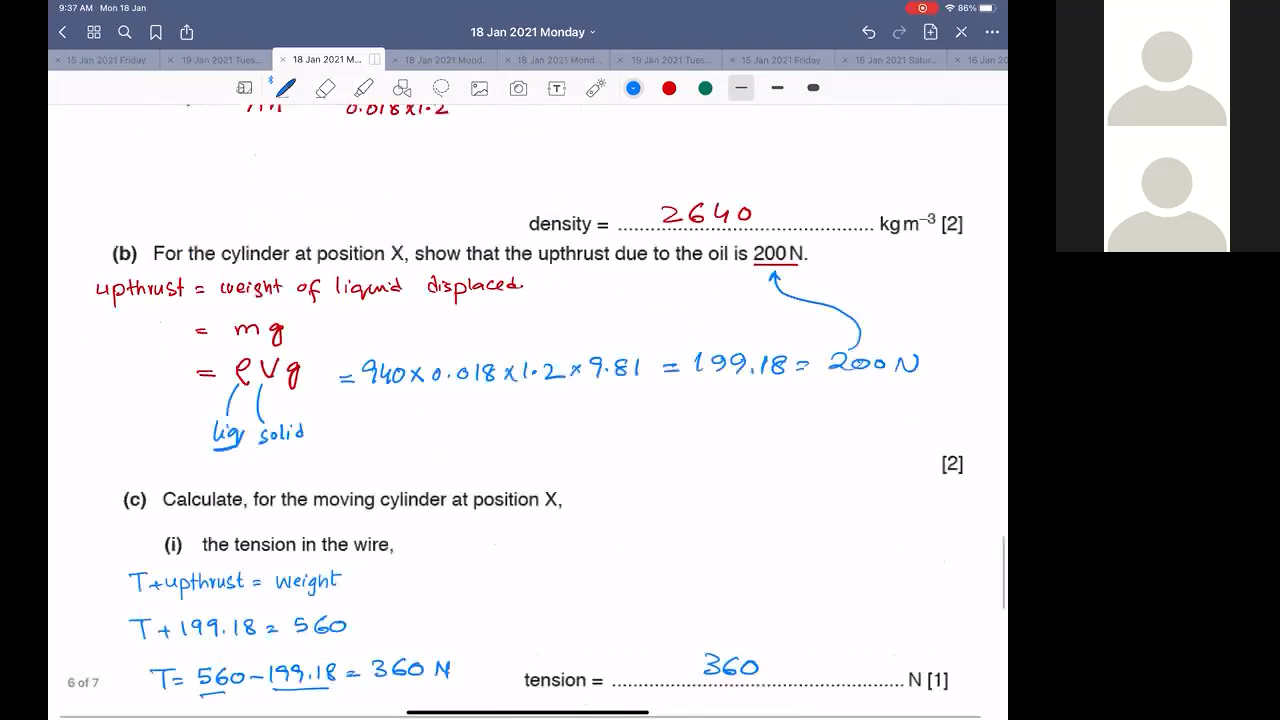 9:37 AM Mon 18 Jan
86%
18 Jan 2021 Monday
15 Jan 2021 Friday
19 Jan 2021 Tues...
18 Jan 2021 M...
18 Jan 2021 Mond...
18 Jan 2021 Mond...
19 Jan 2021 Tues...
15 Jan 2021 Friday
16 Jan 2021 Satur...
16 Jan 20
0.018×1.2
density = 2640 kg m⁻³ [2]
(b) For the cylinder at position X, show that the upthrust due to the oil is 200 N.
upthrust = weight of liquid displaced
= mg
= ρVg = 940 × 0.018 × 1.2 × 9.81 = 199.18 = 200 N
liq solid
[2]
(c) Calculate, for the moving cylinder at position X,
(i) the tension in the wire,
T + upthrust = weight
T + 199.18 = 560
T = 560 - 199.18 = 360 N
tension = 360 N [1]
6 of 7